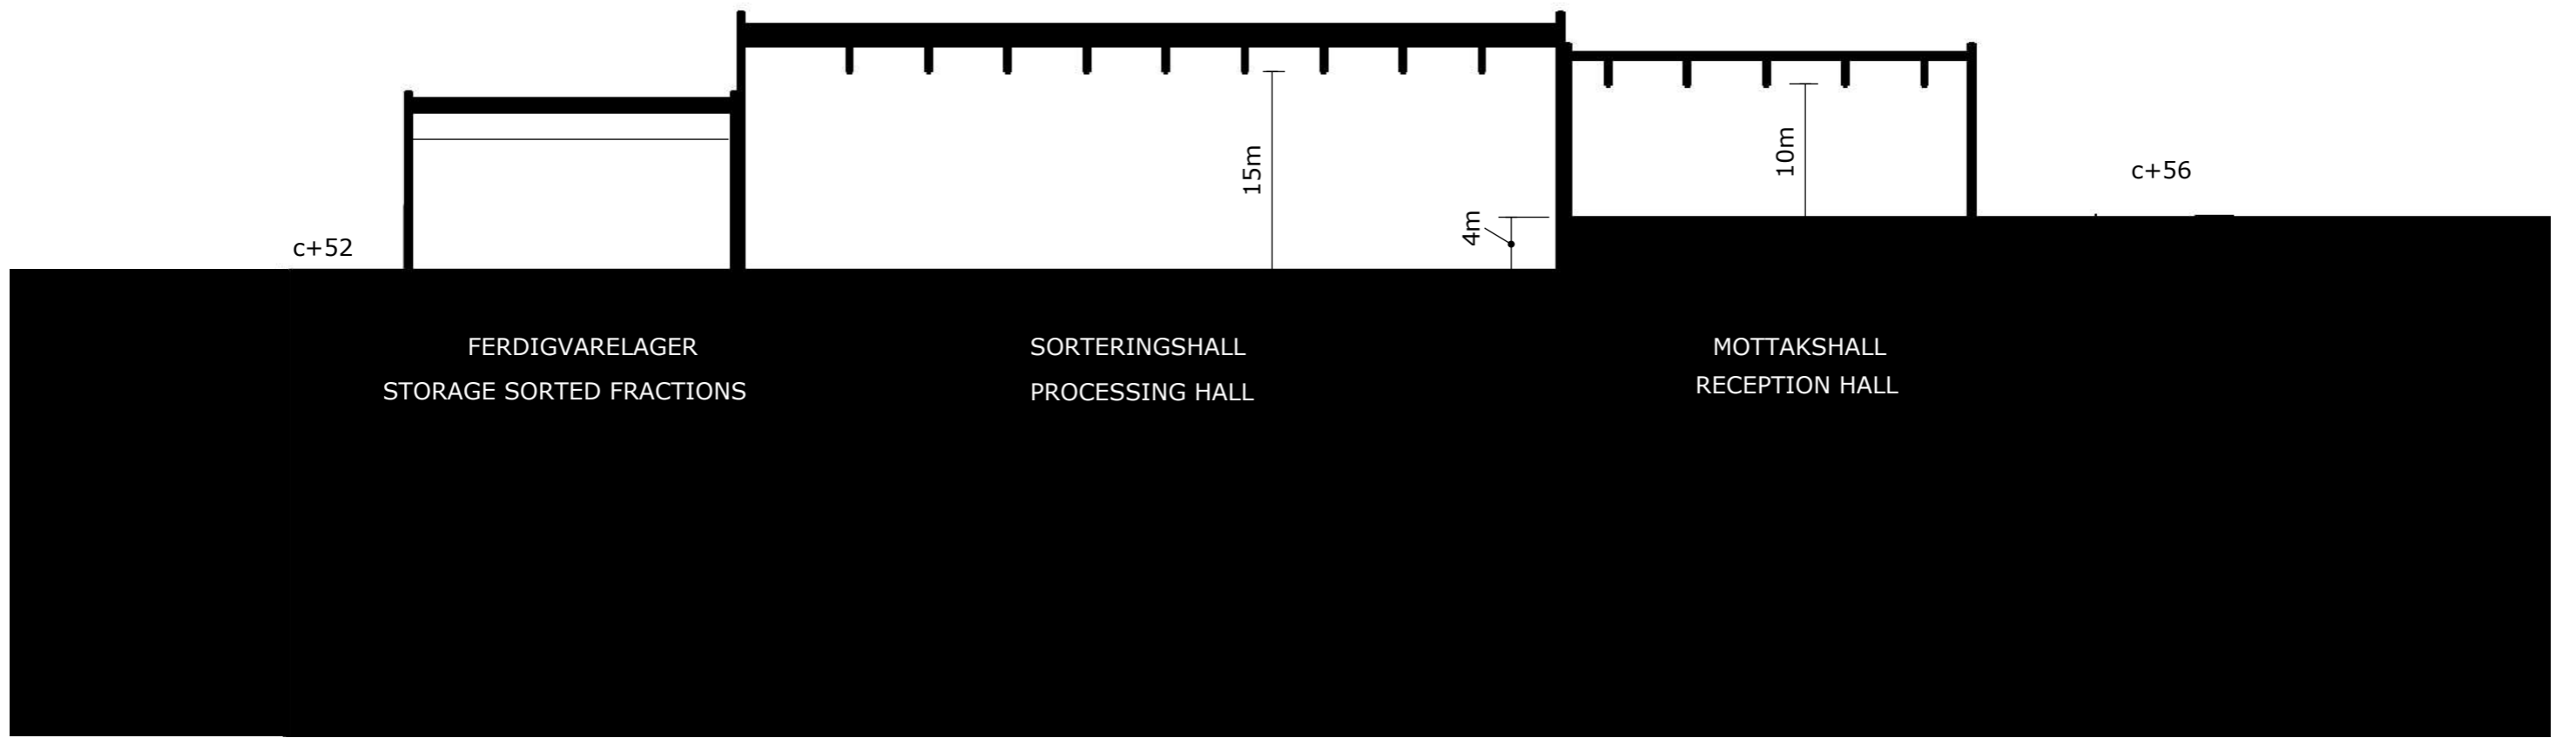 c+52
15m
4m
10m
c+56
FERDIGVARELAGER
STORAGE SORTED FRACTIONS
SORTERINGSHALL
PROCESSING HALL
MOTTAKSHALL
RECEPTION HALL